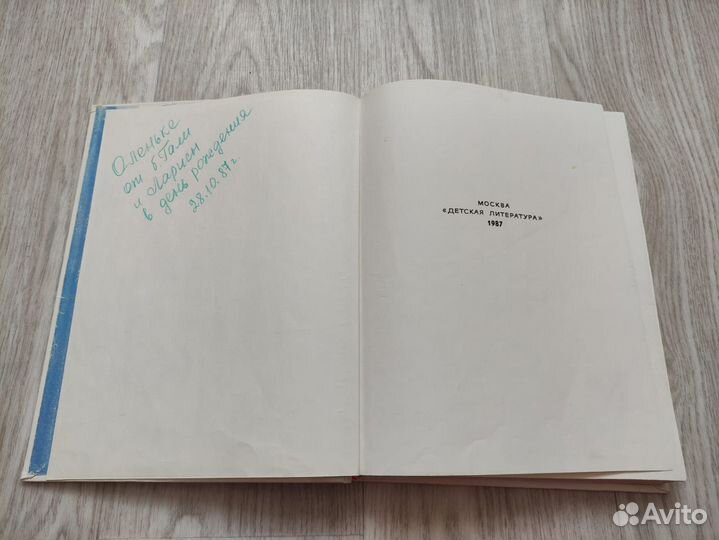 Оленьке
от б. Гали
и Ларисы
в день рождения
28.10.87г.
МОСКВА
«ДЕТСКАЯ ЛИТЕРАТУРА»
1987
Avito